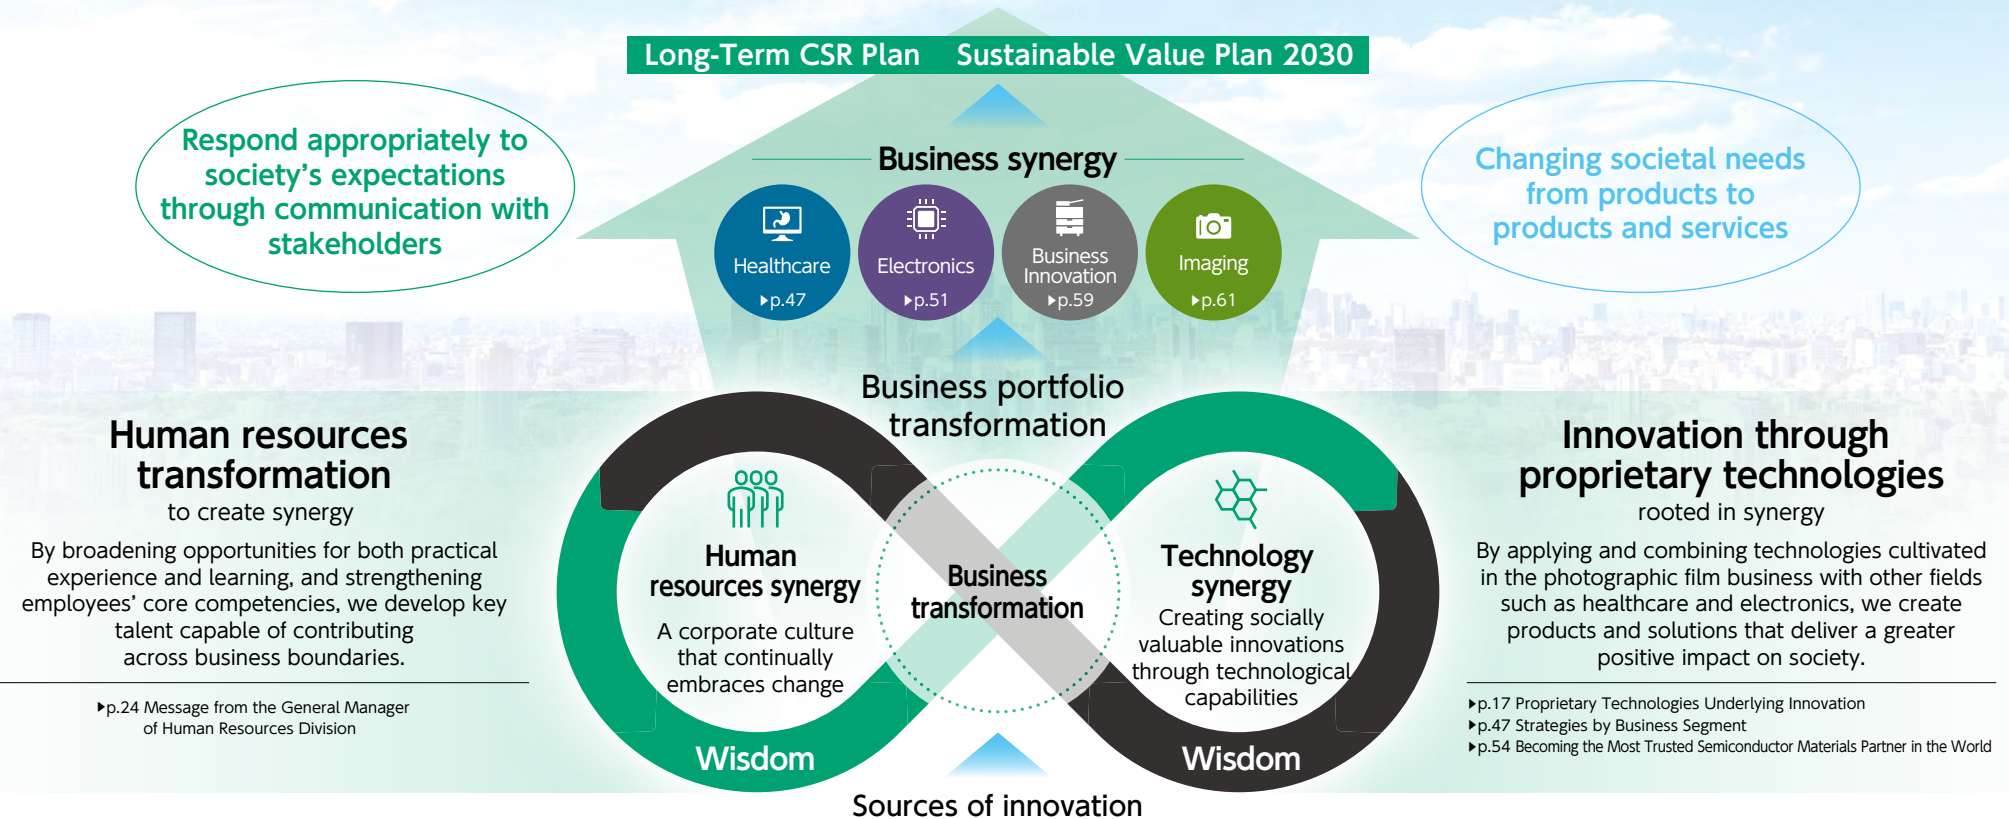 Long-Term CSR Plan Sustainable Value Plan 2030
Respond appropriately to
society's expectations
through communication with
stakeholders
Changing societal needs
from products to
products and services
Business synergy
Healthcare
▶p.47
Electronics
▶p.51
Business
Innovation
▶p.59
Imaging
▶p.61
Business portfolio
transformation
Human resources
transformation
to create synergy
By broadening opportunities for both practical
experience and learning, and strengthening
employees' core competencies, we develop key
talent capable of contributing
across business boundaries.
▶p.24 Message from the General Manager
of Human Resources Division
Human
resources synergy
A corporate culture
that continually
embraces change
Wisdom
Business
transformation
Technology
synergy
Creating socially
valuable innovations
through technological
capabilities
Wisdom
Sources of innovation
Innovation through
proprietary technologies
rooted in synergy
By applying and combining technologies cultivated
in the photographic film business with other fields
such as healthcare and electronics, we create
products and solutions that deliver a greater
positive impact on society.
▶p.17 Proprietary Technologies Underlying Innovation
▶p.47 Strategies by Business Segment
▶p.54 Becoming the Most Trusted Semiconductor Materials Partner in the World